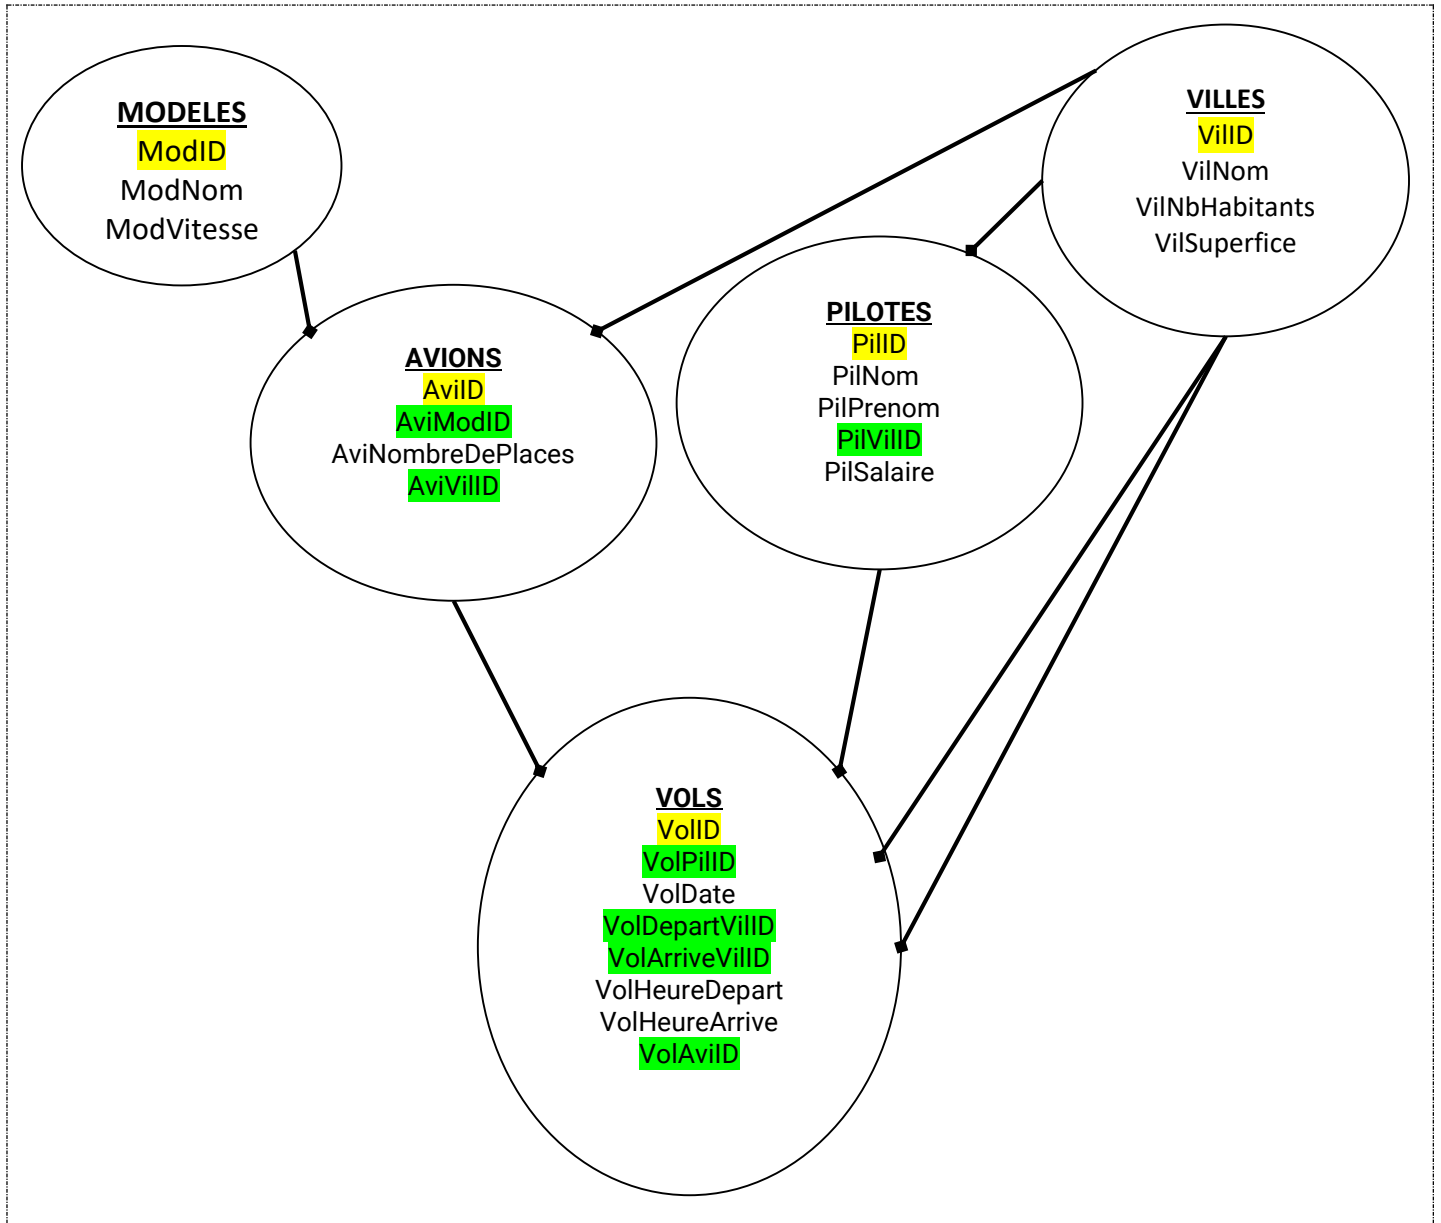 MODELES
ModID
ModNom
ModVitesse
VILLES
VilID
VilNom
VilNbHabitants
VilSuperfice
AVIONS
AviID
AviModID
AviNombreDePlaces
AviVilID
PILOTES
PilID
PilNom
PilPrenom
PilVilID
PilSalaire
VOLS
VolID
VolPilID
VolDate
VolDepartVilID
VolArriveVilID
VolHeureDepart
VolHeureArrive
VolAviID